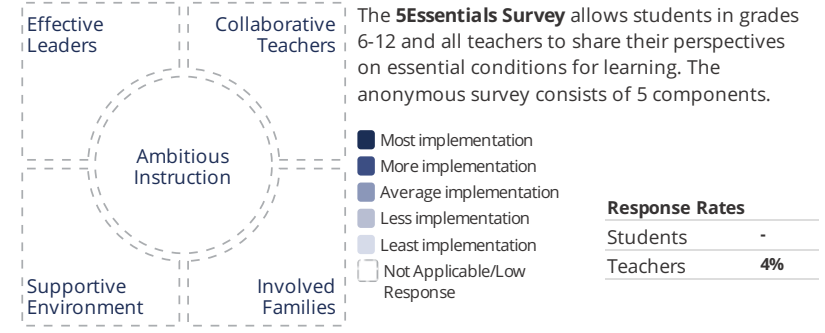 Effective
Leaders
Collaborative
Teachers
Ambitious
Instruction
Supportive
Environment
Involved
Families
The 5Essentials Survey allows students in grades
6-12 and all teachers to share their perspectives
on essential conditions for learning. The
anonymous survey consists of 5 components.
Most implementation
More implementation
Average implementation
Less implementation
Least implementation
Not Applicable/Low
Response
Response Rates
Students -
Teachers 4%